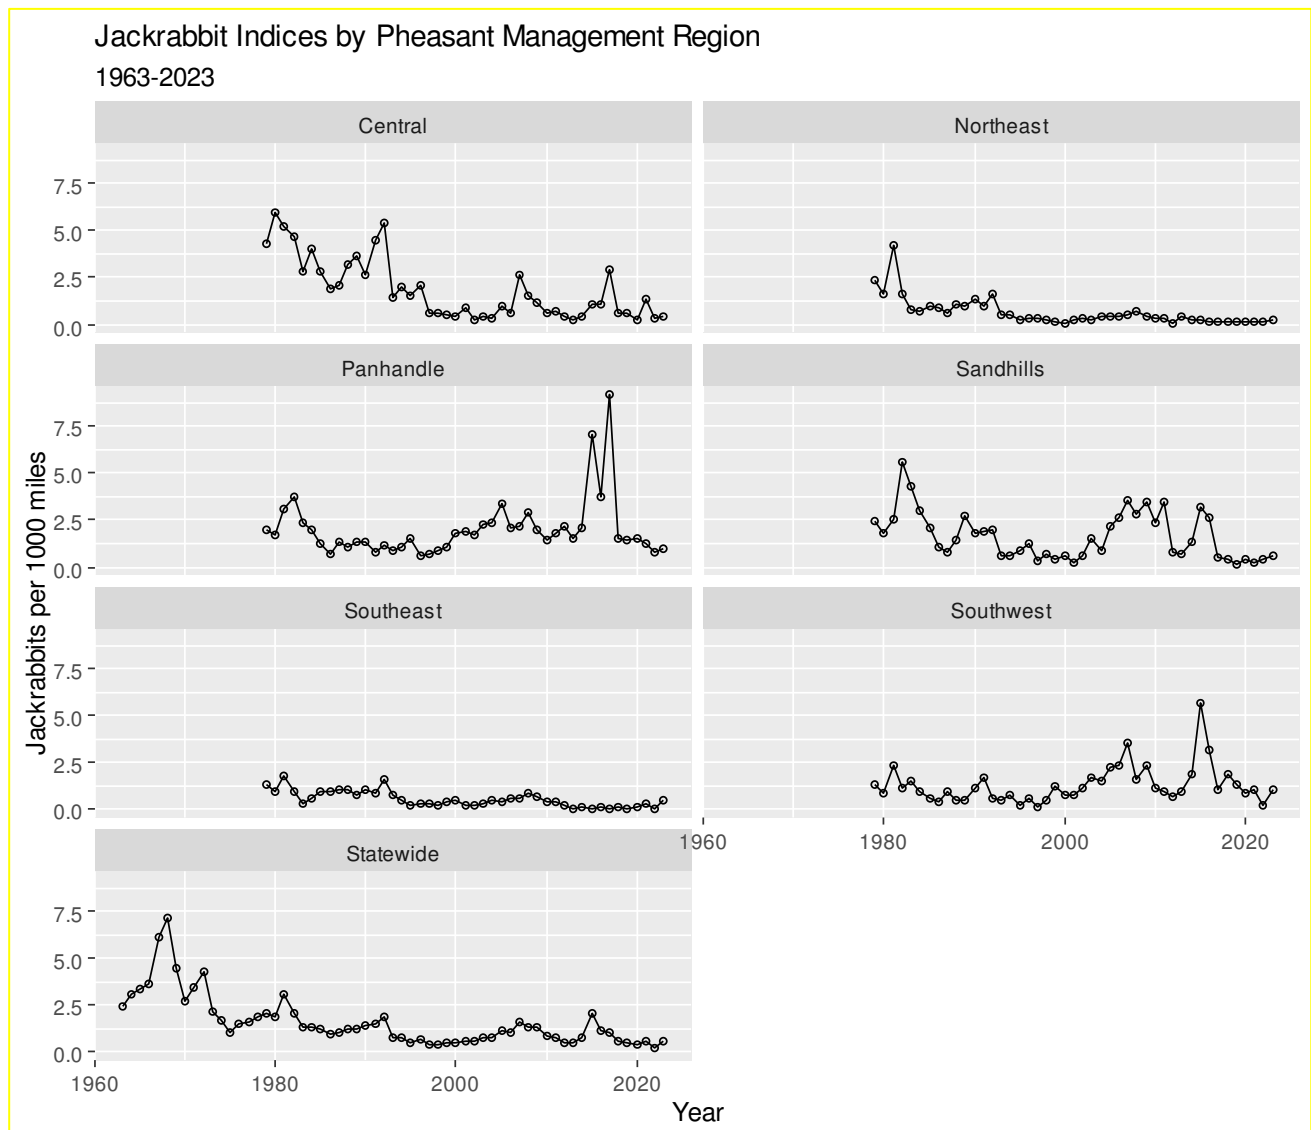 Jackrabbit Indices by Pheasant Management Region
1963-2023
Central
Northeast
7.5
5.0
2.5
0.0
Panhandle
Sandhills
7.5
5.0
2.5
0.0
Jackrabbits per 1000 miles
Southeast
Southwest
7.5
5.0
2.5
0.0
1960
1980
2000
2020
Statewide
7.5
5.0
2.5
0.0
1960
1980
2000
2020
Year